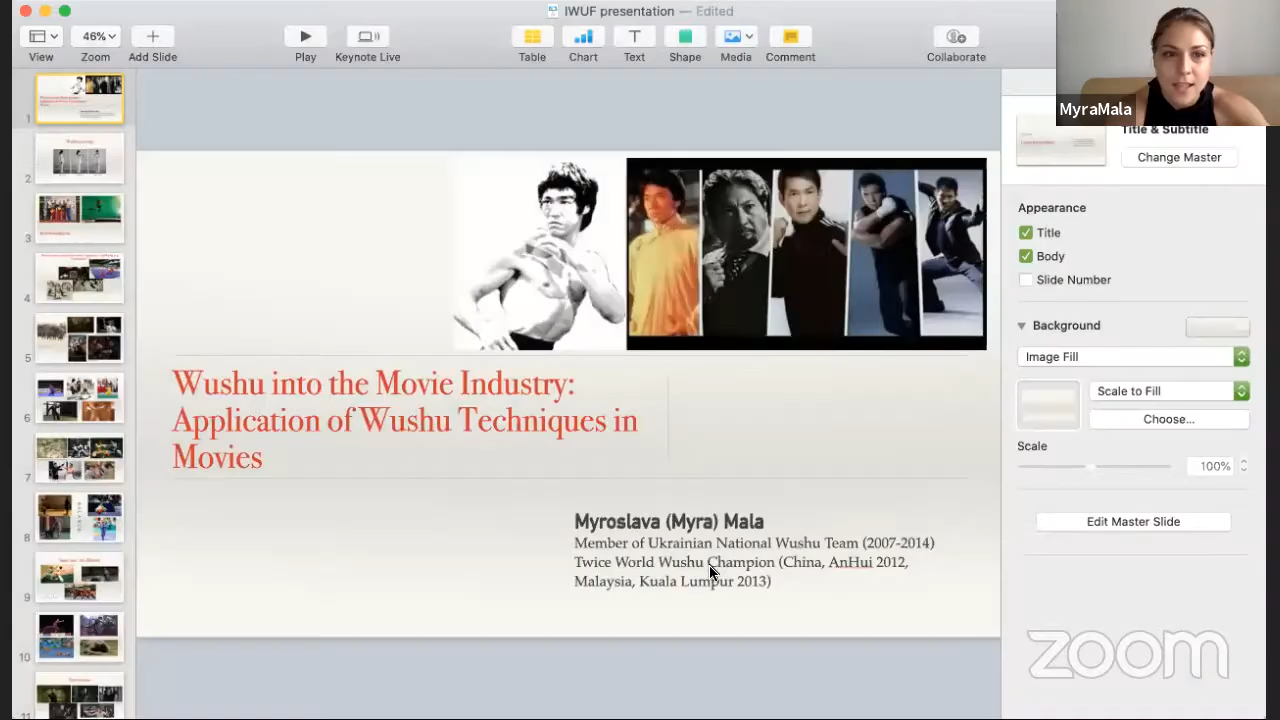 IWUF presentation — Edited
46%
View
Zoom
Add Slide
Play
Keynote Live
Table
Chart
Text
Shape
Media
Comment
Collaborate
MyraMala
Title & Subtitle
Change Master
Appearance
Title
Body
Slide Number
Background
Image Fill
Scale to Fill
Choose...
Scale
100%
Edit Master Slide
Wushu into the Movie Industry:
Application of Wushu Techniques in
Movies
Myroslava (Myra) Mala
Member of Ukrainian National Wushu Team (2007-2014)
Twice World Wushu Champion (China, AnHui 2012,
Malaysia, Kuala Lumpur 2013)
1
2
3
4
5
6
7
8
9
10
11
zoom